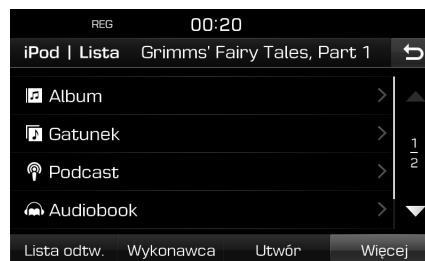 REG 00:20
iPod | Lista Grimms' Fairy Tales, Part 1
Album
Gatunek
1
2
Podcast
Audiobook
Lista odtw. Wykonawca Utwór Więcej